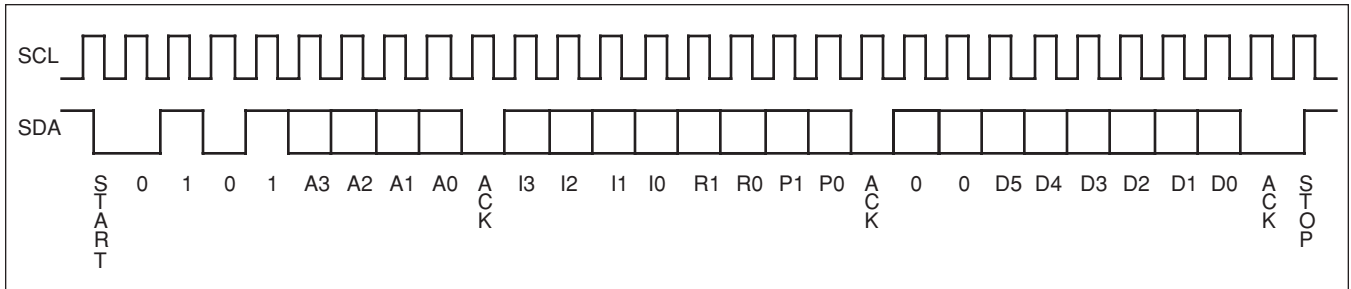 SCL
SDA
START 0 1 0 1 A3 A2 A1 A0 ACK I3 I2 I1 I0 R1 R0 P1 P0 ACK 0 0 D5 D4 D3 D2 D1 D0 ACK STOP